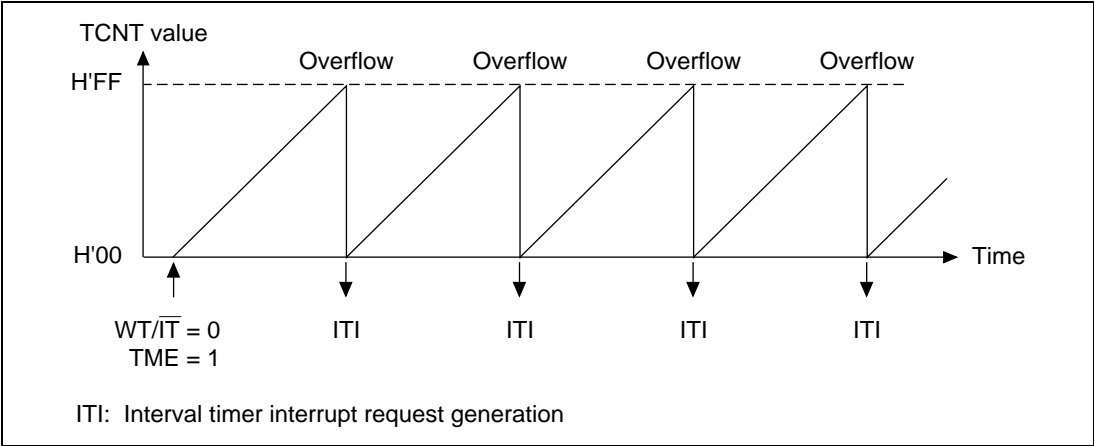 TCNT value
Overflow Overflow Overflow Overflow
H'FF
H'00
Time
WT/I̅T̅ = 0
TME = 1
ITI ITI ITI ITI
ITI: Interval timer interrupt request generation